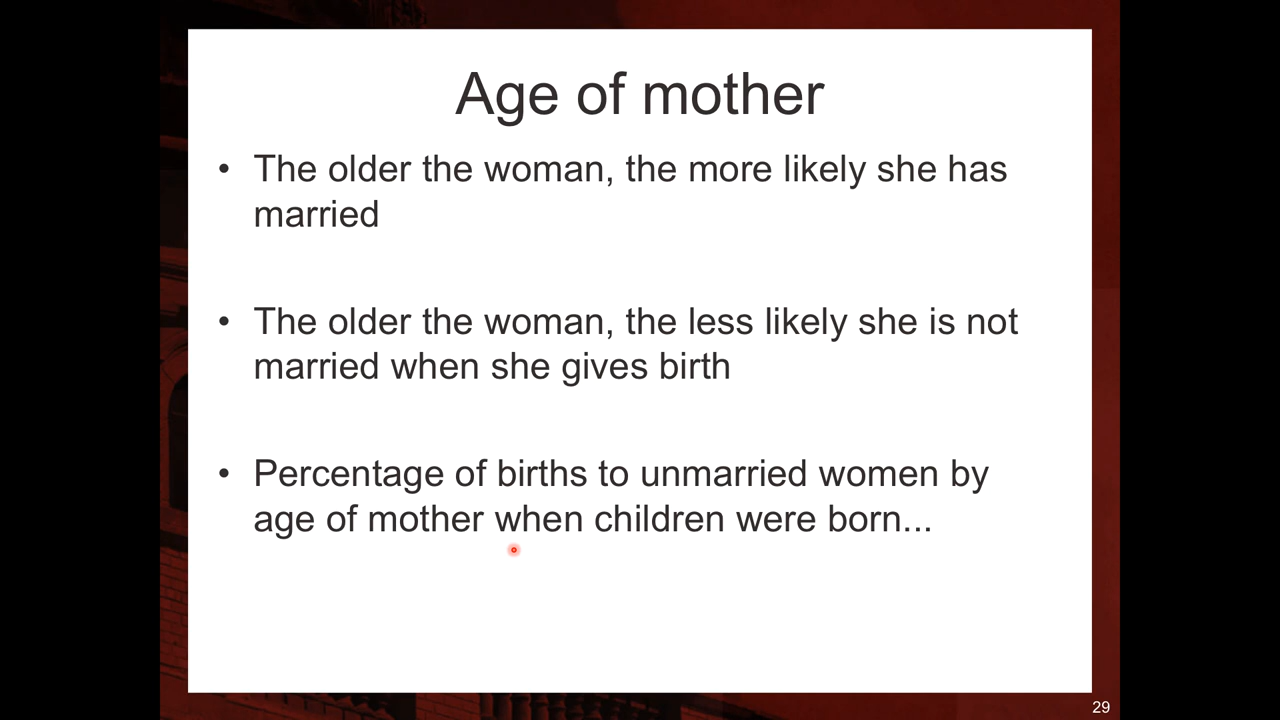 Age of mother
• The older the woman, the more likely she has
married
• The older the woman, the less likely she is not
married when she gives birth
• Percentage of births to unmarried women by
age of mother when children were born...
29